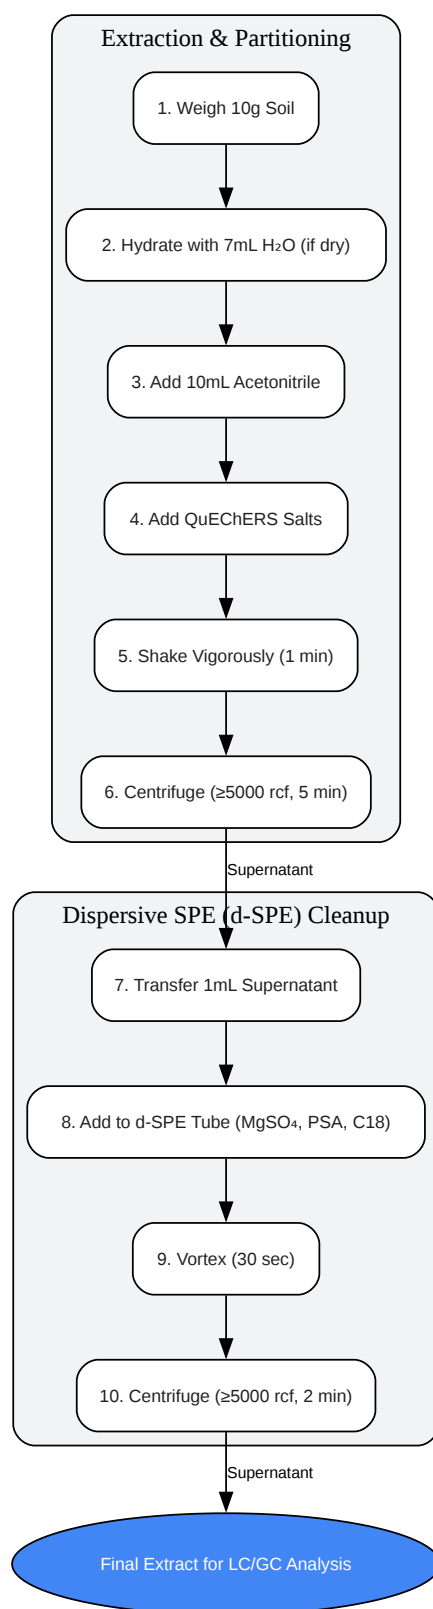 Extraction & Partitioning
1. Weigh 10g Soil
2. Hydrate with 7mL H₂O (if dry)
3. Add 10mL Acetonitrile
4. Add QuEChERS Salts
5. Shake Vigorously (1 min)
6. Centrifuge (≥5000 rcf, 5 min)
Supernatant
Dispersive SPE (d-SPE) Cleanup
7. Transfer 1mL Supernatant
8. Add to d-SPE Tube (MgSO₄, PSA, C18)
9. Vortex (30 sec)
10. Centrifuge (≥5000 rcf, 2 min)
Supernatant
Final Extract for LC/GC Analysis